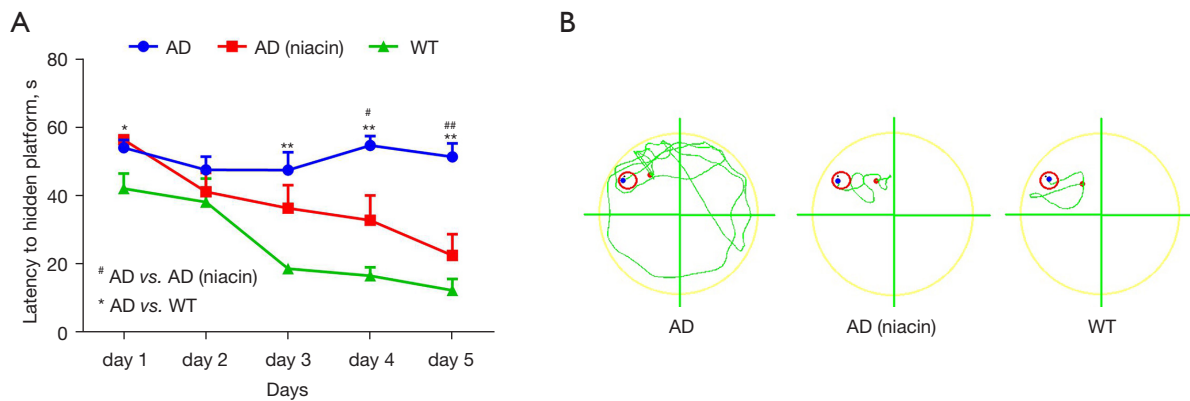 A
AD AD (niacin) WT
Latency to hidden platform, s
80
60
40
20
0
*
**
#
**
##
**
# AD vs. AD (niacin)
* AD vs. WT
day 1 day 2 day 3 day 4 day 5
Days
B
AD AD (niacin) WT